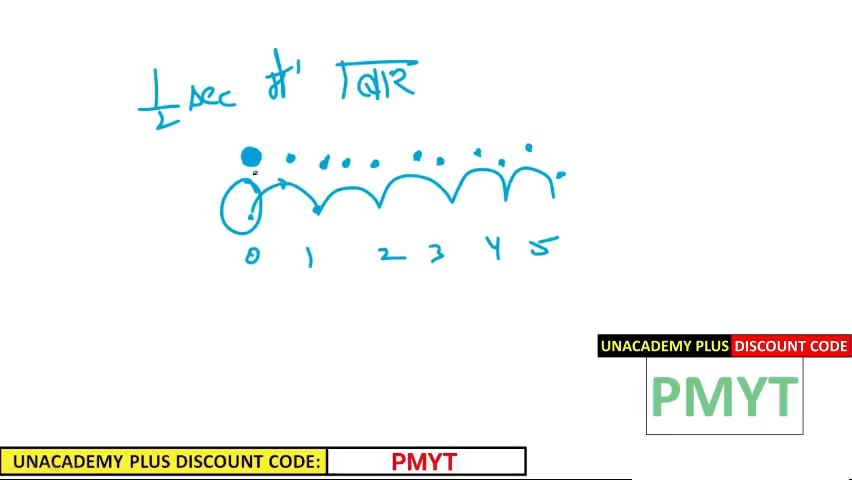 1/2 sec में 1 बार
0 1 2 3 4 5
UNACADEMY PLUS DISCOUNT CODE
PMYT
UNACADEMY PLUS DISCOUNT CODE: PMYT